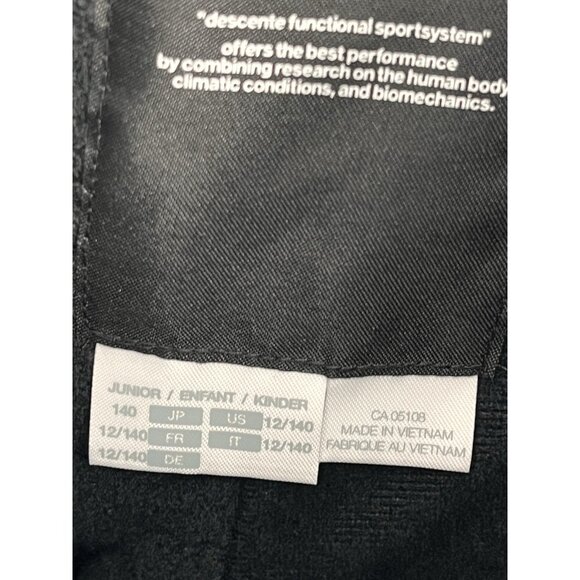 "descente functional sportsystem"
offers the best performance
by combining research on the human body
climatic conditions, and biomechanics.
JUNIOR / ENFANT / KINDER
140 JP US 12/140
12/140 FR IT 12/140
12/140 DE
CA 05108
MADE IN VIETNAM
FABRIQUE AU VIETNAM